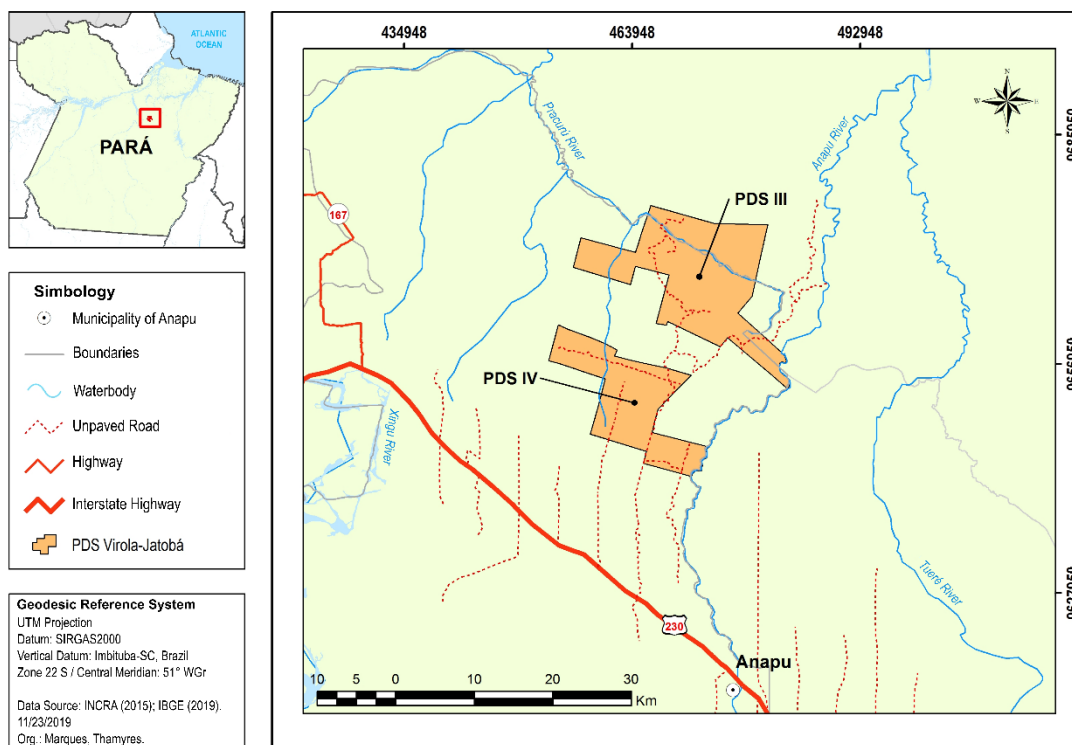 ATLANTIC
OCEAN
PARÁ
Simbology
Municipality of Anapu
Boundaries
Waterbody
Unpaved Road
Highway
Interstate Highway
PDS Virola-Jatobá
Geodesic Reference System
UTM Projection
Datum: SIRGAS2000
Vertical Datum: Imbituba-SC, Brazil
Zone 22 S / Central Meridian: 51° WGr
Data Source: INCRA (2015); IBGE (2019).
11/23/2019
Org.: Marques, Thamyres.
434948
463948
492948
Pracuruí River
Anapu River
167
PDS III
PDS IV
Xingu River
Tueré River
230
Anapu
10 5 0 10 20 30
Km